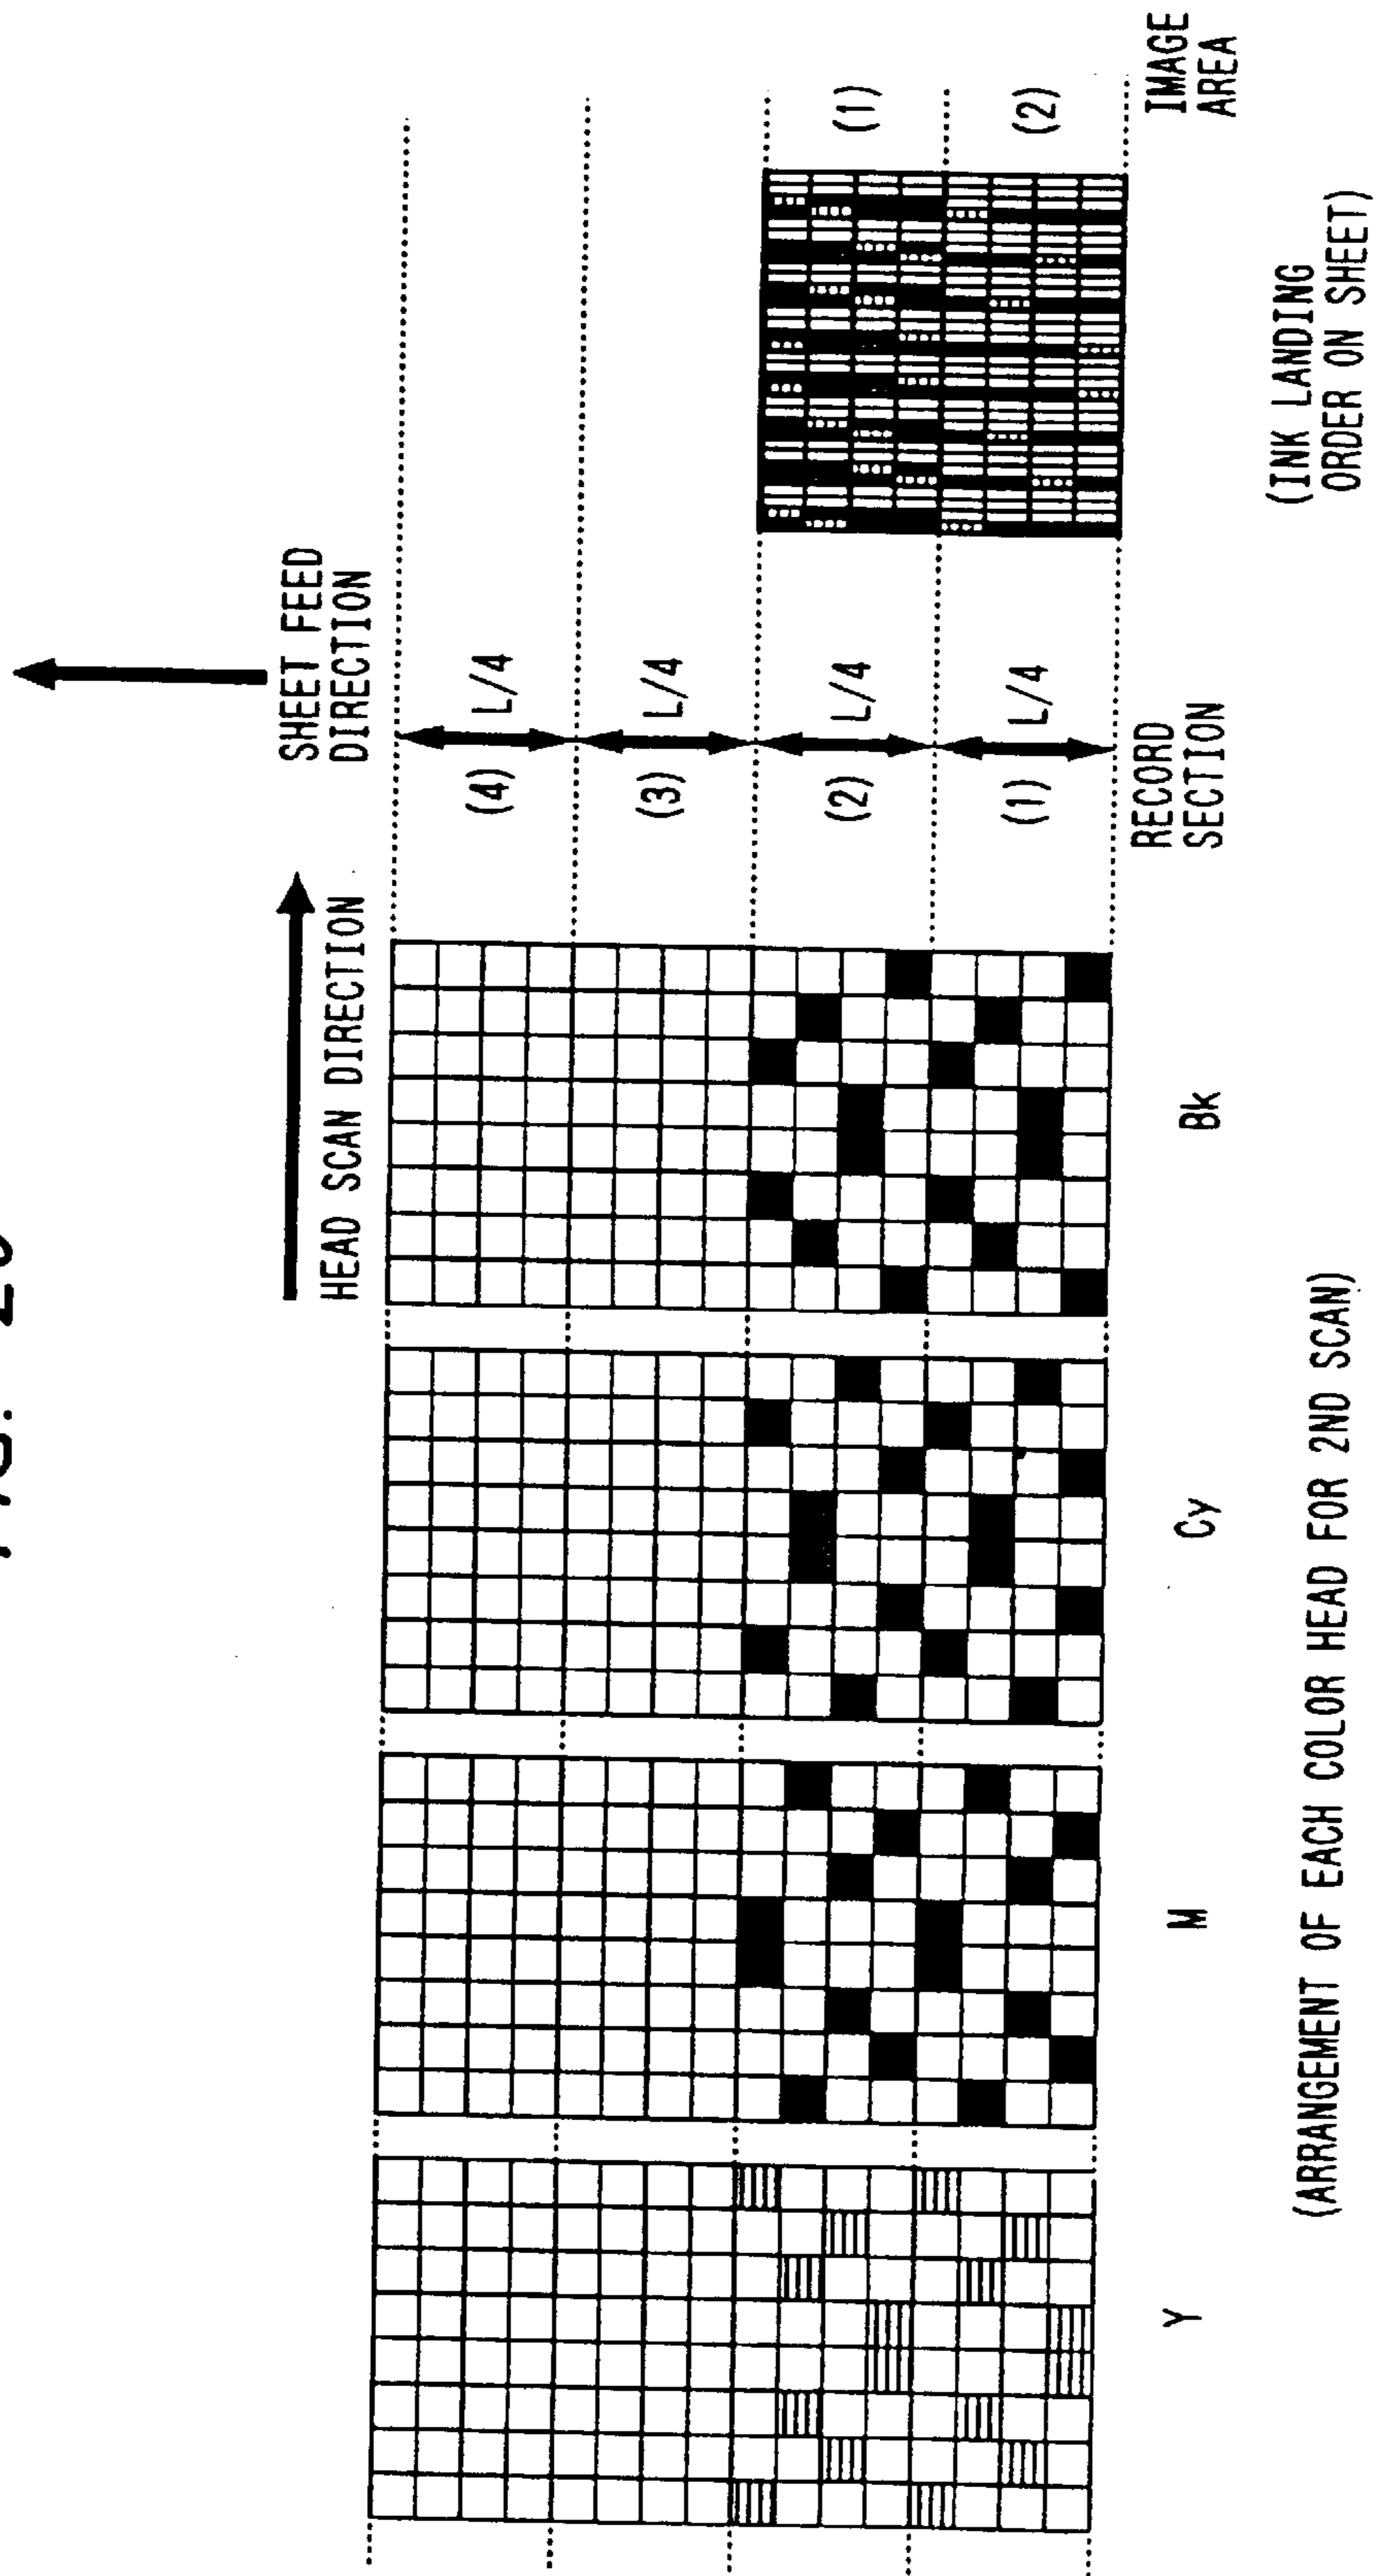 SHEET FEED
DIRECTION
HEAD SCAN DIRECTION
(4)
L/4
(3)
L/4
(2)
L/4
(1)
L/4
(1)
(2)
RECORD
SECTION
IMAGE
AREA
Y
M
Cy
Bk
(ARRANGEMENT OF EACH COLOR HEAD FOR 2ND SCAN)
(INK LANDING
ORDER ON SHEET)